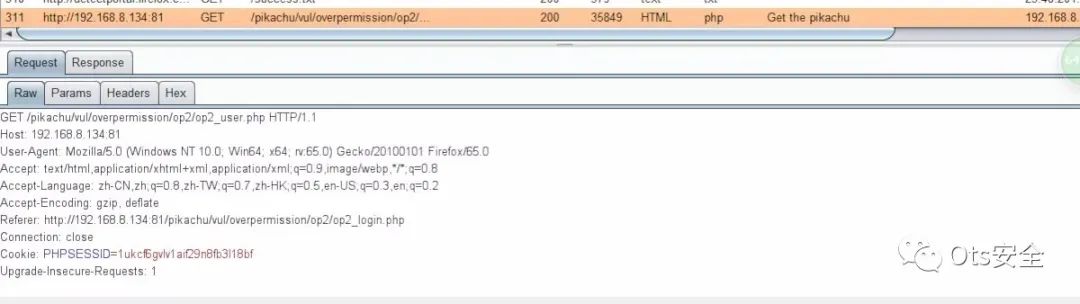 311 http://192.168.8.134:81 GET /pikachu/vul/overpermission/op2/... 200 35849 HTML php Get the pikachu 192.168.8.
Request Response
Raw Params Headers Hex
GET /pikachu/vul/overpermission/op2/op2_user.php HTTP/1.1
Host: 192.168.8.134:81
User-Agent: Mozilla/5.0 (Windows NT 10.0; Win64; x64; rv:65.0) Gecko/20100101 Firefox/65.0
Accept: text/html,application/xhtml+xml,application/xml;q=0.9,image/webp,*/*;q=0.8
Accept-Language: zh-CN,zh;q=0.8,zh-TW;q=0.7,zh-HK;q=0.5,en-US;q=0.3,en;q=0.2
Accept-Encoding: gzip, deflate
Referer: http://192.168.8.134:81/pikachu/vul/overpermission/op2/op2_login.php
Connection: close
Cookie: PHPSESSID=1ukcf6gvlv1aif29n8fb3l18bf
Upgrade-Insecure-Requests: 1
Ots安全